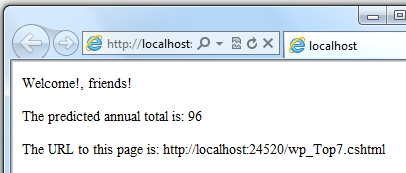 http://localhost:
localhost
Welcome!, friends!
The predicted annual total is: 96
The URL to this page is: http://localhost:24520/wp_Top7.cshtml